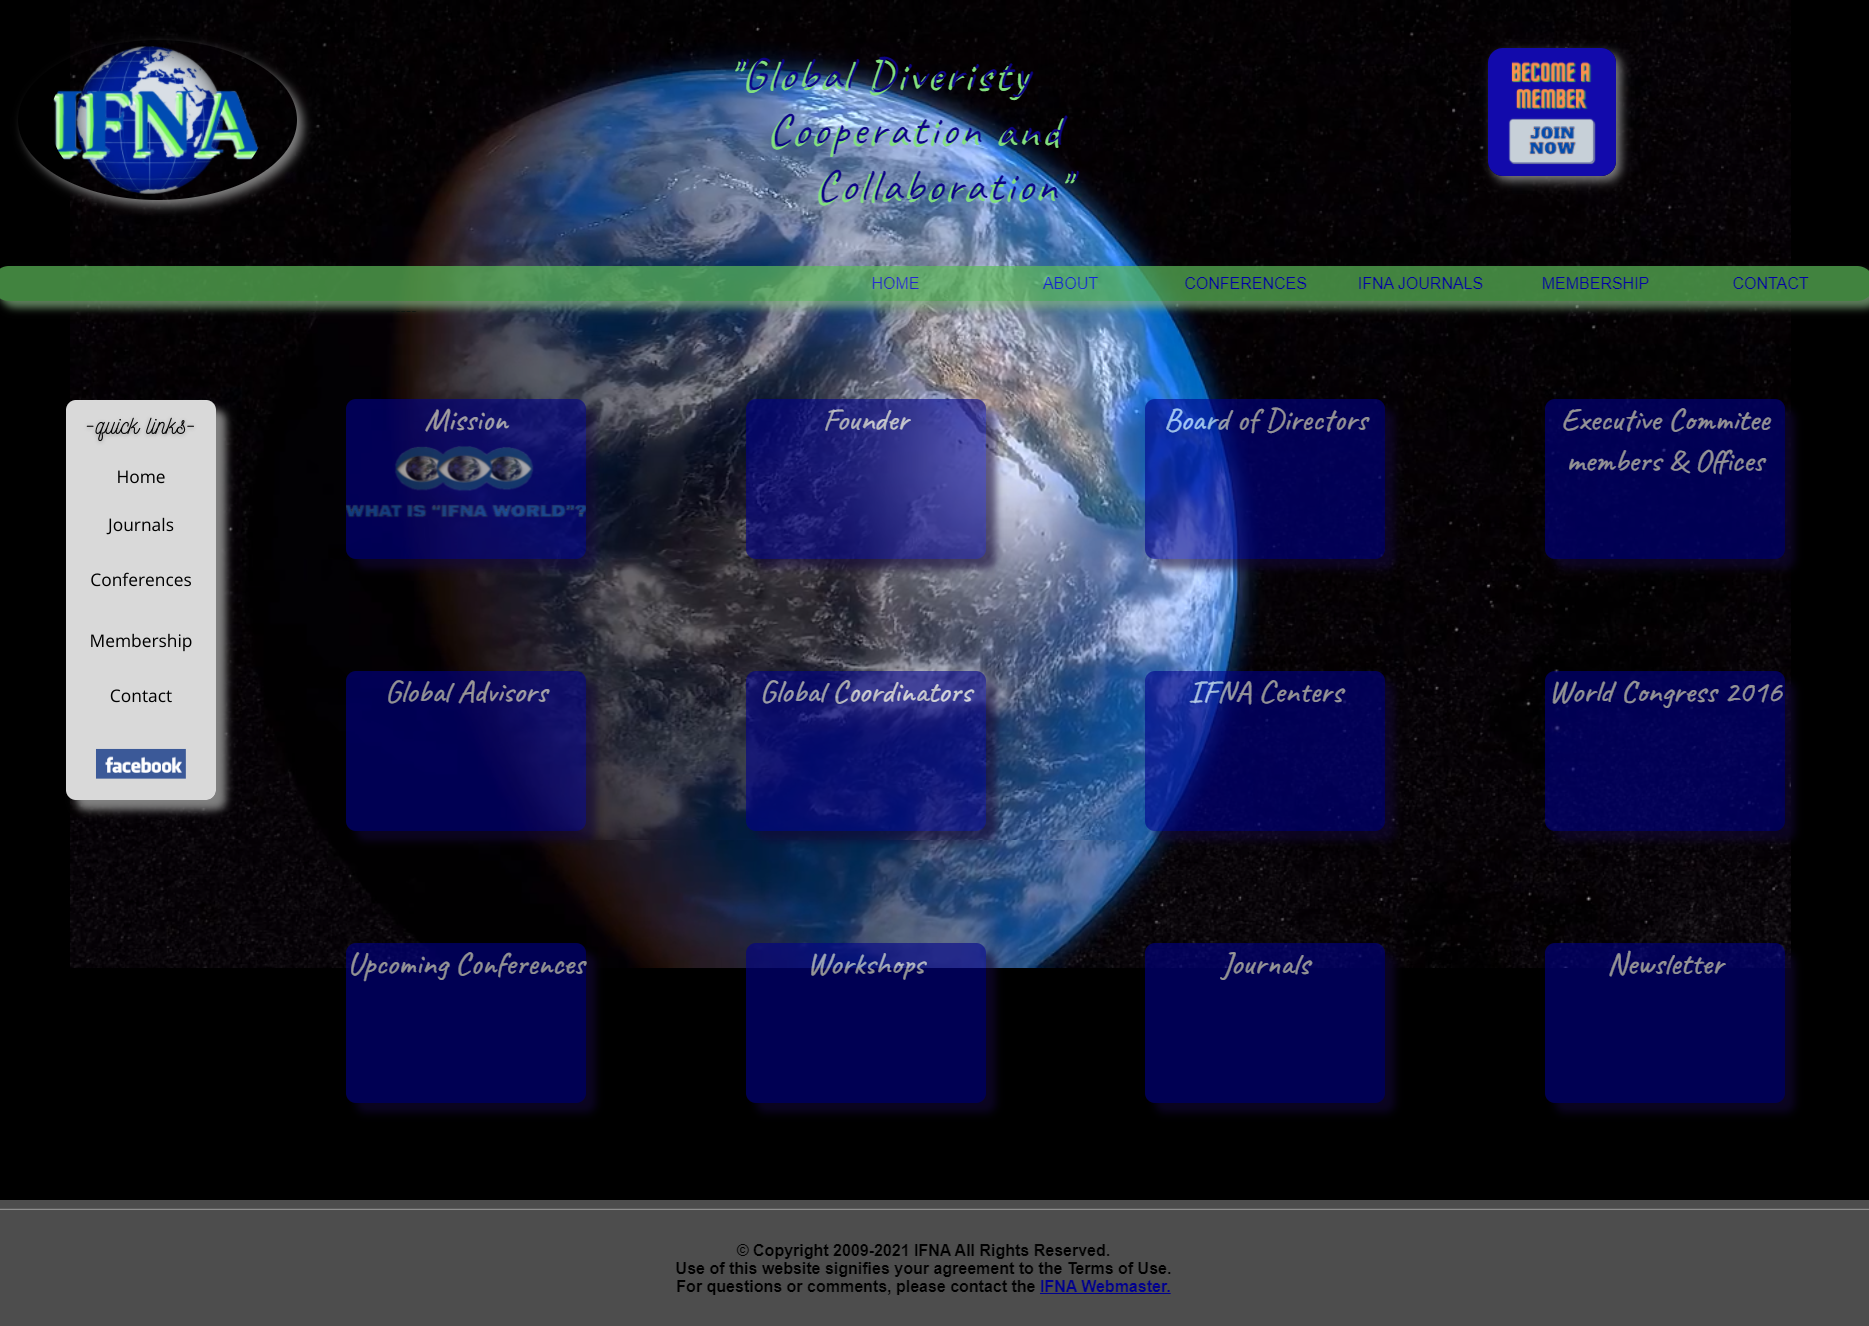 IFNA
"Global Diveristy
Cooperation and
Collaboration"
BECOME A
MEMBER
JOIN
NOW
HOME ABOUT CONFERENCES IFNA JOURNALS MEMBERSHIP CONTACT
-quick links-
Home
Journals
Conferences
Membership
Contact
facebook
Mission
WHAT IS "IFNA WORLD"?
Founder
Board of Directors
Executive Commitee
members & Offices
Global Advisors
Global Coordinators
IFNA Centers
World Congress 2016
Upcoming Conferences
Workshops
Journals
Newsletter
© Copyright 2009-2021 IFNA All Rights Reserved.
Use of this website signifies your agreement to the Terms of Use.
For questions or comments, please contact the IFNA Webmaster.